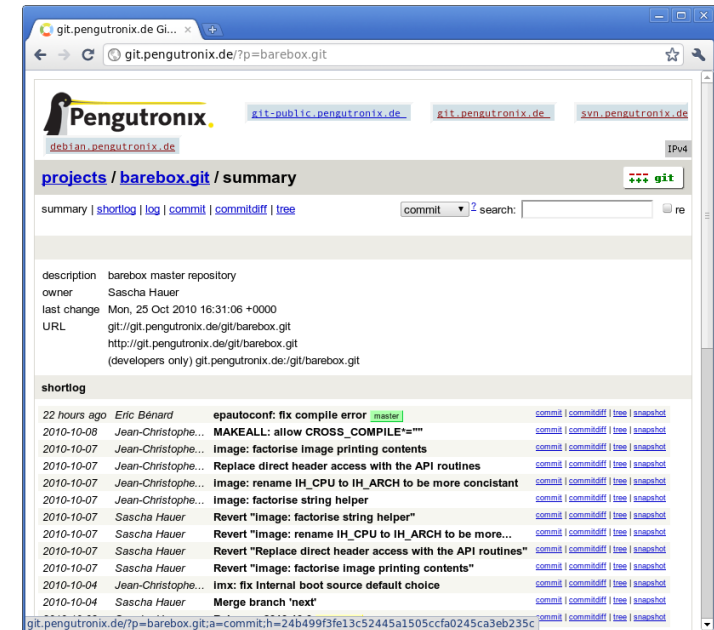 git.pengutronix.de Gi...
git.pengutronix.de/?p=barebox.git
Pengutronix.
git-public.pengutronix.de
git.pengutronix.de
svn.pengutronix.de
debian.pengutronix.de
IPv4
projects / barebox.git / summary
git
summary | shortlog | log | commit | commitdiff | tree
commit ? search: re
description barebox master repository
owner Sascha Hauer
last change Mon, 25 Oct 2010 16:31:06 +0000
URL git://git.pengutronix.de/git/barebox.git
http://git.pengutronix.de/git/barebox.git
(developers only) git.pengutronix.de:/git/barebox.git
shortlog
22 hours ago Eric Bénard epautoconf: fix compile error master commit | commitdiff | tree | snapshot
2010-10-08 Jean-Christophe... MAKEALL: allow CROSS_COMPILE*="" commit | commitdiff | tree | snapshot
2010-10-07 Jean-Christophe... image: factorise image printing contents commit | commitdiff | tree | snapshot
2010-10-07 Jean-Christophe... Replace direct header access with the API routines commit | commitdiff | tree | snapshot
2010-10-07 Jean-Christophe... image: rename IH_CPU to IH_ARCH to be more concistant commit | commitdiff | tree | snapshot
2010-10-07 Jean-Christophe... image: factorise string helper commit | commitdiff | tree | snapshot
2010-10-07 Sascha Hauer Revert "image: factorise string helper" commit | commitdiff | tree | snapshot
2010-10-07 Sascha Hauer Revert "image: rename IH_CPU to IH_ARCH to be more... commit | commitdiff | tree | snapshot
2010-10-07 Sascha Hauer Revert "Replace direct header access with the API routines" commit | commitdiff | tree | snapshot
2010-10-07 Sascha Hauer Revert "image: factorise image printing contents" commit | commitdiff | tree | snapshot
2010-10-04 Jean-Christophe... imx: fix Internal boot source default choice commit | commitdiff | tree | snapshot
2010-10-04 Sascha Hauer Merge branch 'next' commit | commitdiff | tree | snapshot
commit | commitdiff | tree | snapshot
git.pengutronix.de/?p=barebox.git;a=commit;h=24b499f3fe13c52445a1505ccfa0245ca3eb235c